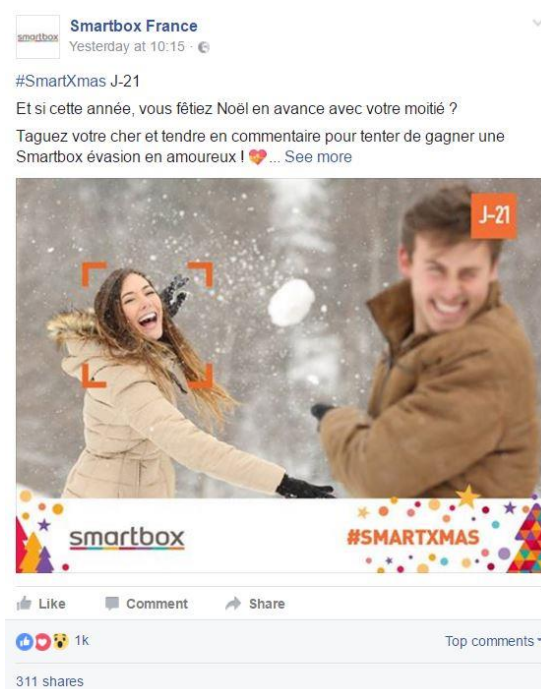 smartbox
Smartbox France
Yesterday at 10:15 ·
#SmartXmas J-21
Et si cette année, vous fêtiez Noël en avance avec votre moitié ?
Taguez votre cher et tendre en commentaire pour tenter de gagner une
Smartbox évasion en amoureux ! 💝... See more
J-21
smartbox
#SMARTXMAS
Like Comment Share
1k Top comments
311 shares